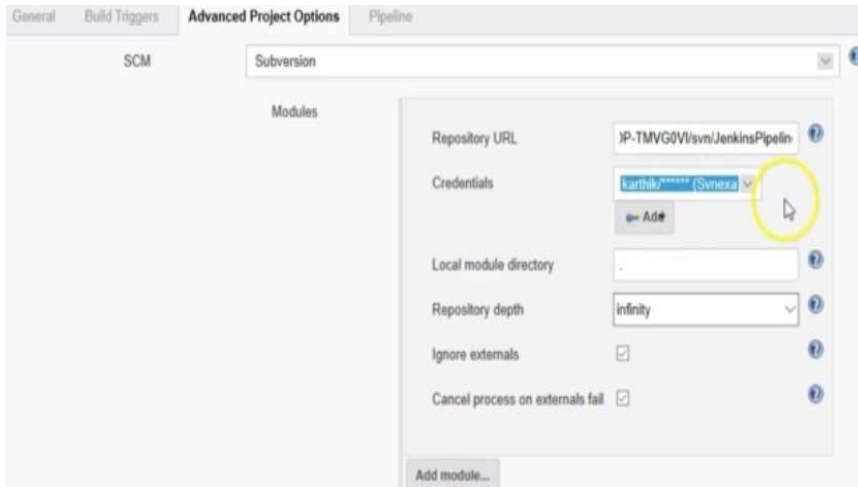 General Build Triggers Advanced Project Options Pipeline
SCM Subversion
Modules
Repository URL )P-TMVG0VI/svn/JenkinsPipelin
Credentials karthik/****** (Svnexa
Add
Local module directory .
Repository depth infinity
Ignore externals
Cancel process on externals fail
Add module...